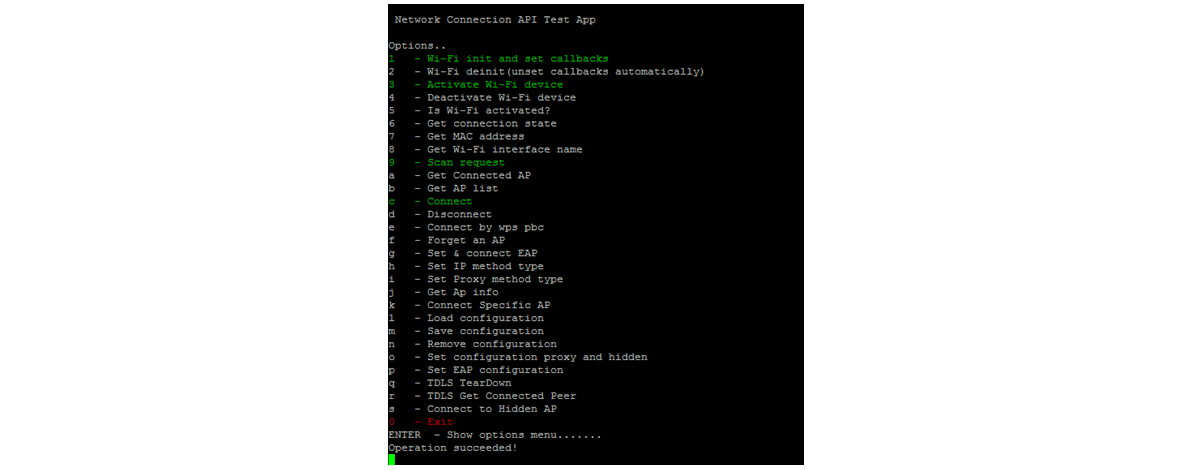 Network Connection API Test App
Options..
1 - Wi-Fi init and set callbacks
2 - Wi-Fi deinit(unset callbacks automatically)
3 - Activate Wi-Fi device
4 - Deactivate Wi-Fi device
5 - Is Wi-Fi activated?
6 - Get connection state
7 - Get MAC address
8 - Get Wi-Fi interface name
9 - Scan request
a - Get Connected AP
b - Get AP list
c - Connect
d - Disconnect
e - Connect by wps pbc
f - Forget an AP
g - Set & connect EAP
h - Set IP method type
i - Set Proxy method type
j - Get Ap info
k - Connect Specific AP
l - Load configuration
m - Save configuration
n - Remove configuration
o - Set configuration proxy and hidden
p - Set EAP configuration
q - TDLS TearDown
r - TDLS Get Connected Peer
s - Connect to Hidden AP
0 - Exit
ENTER - Show options menu.......
Operation succeeded!